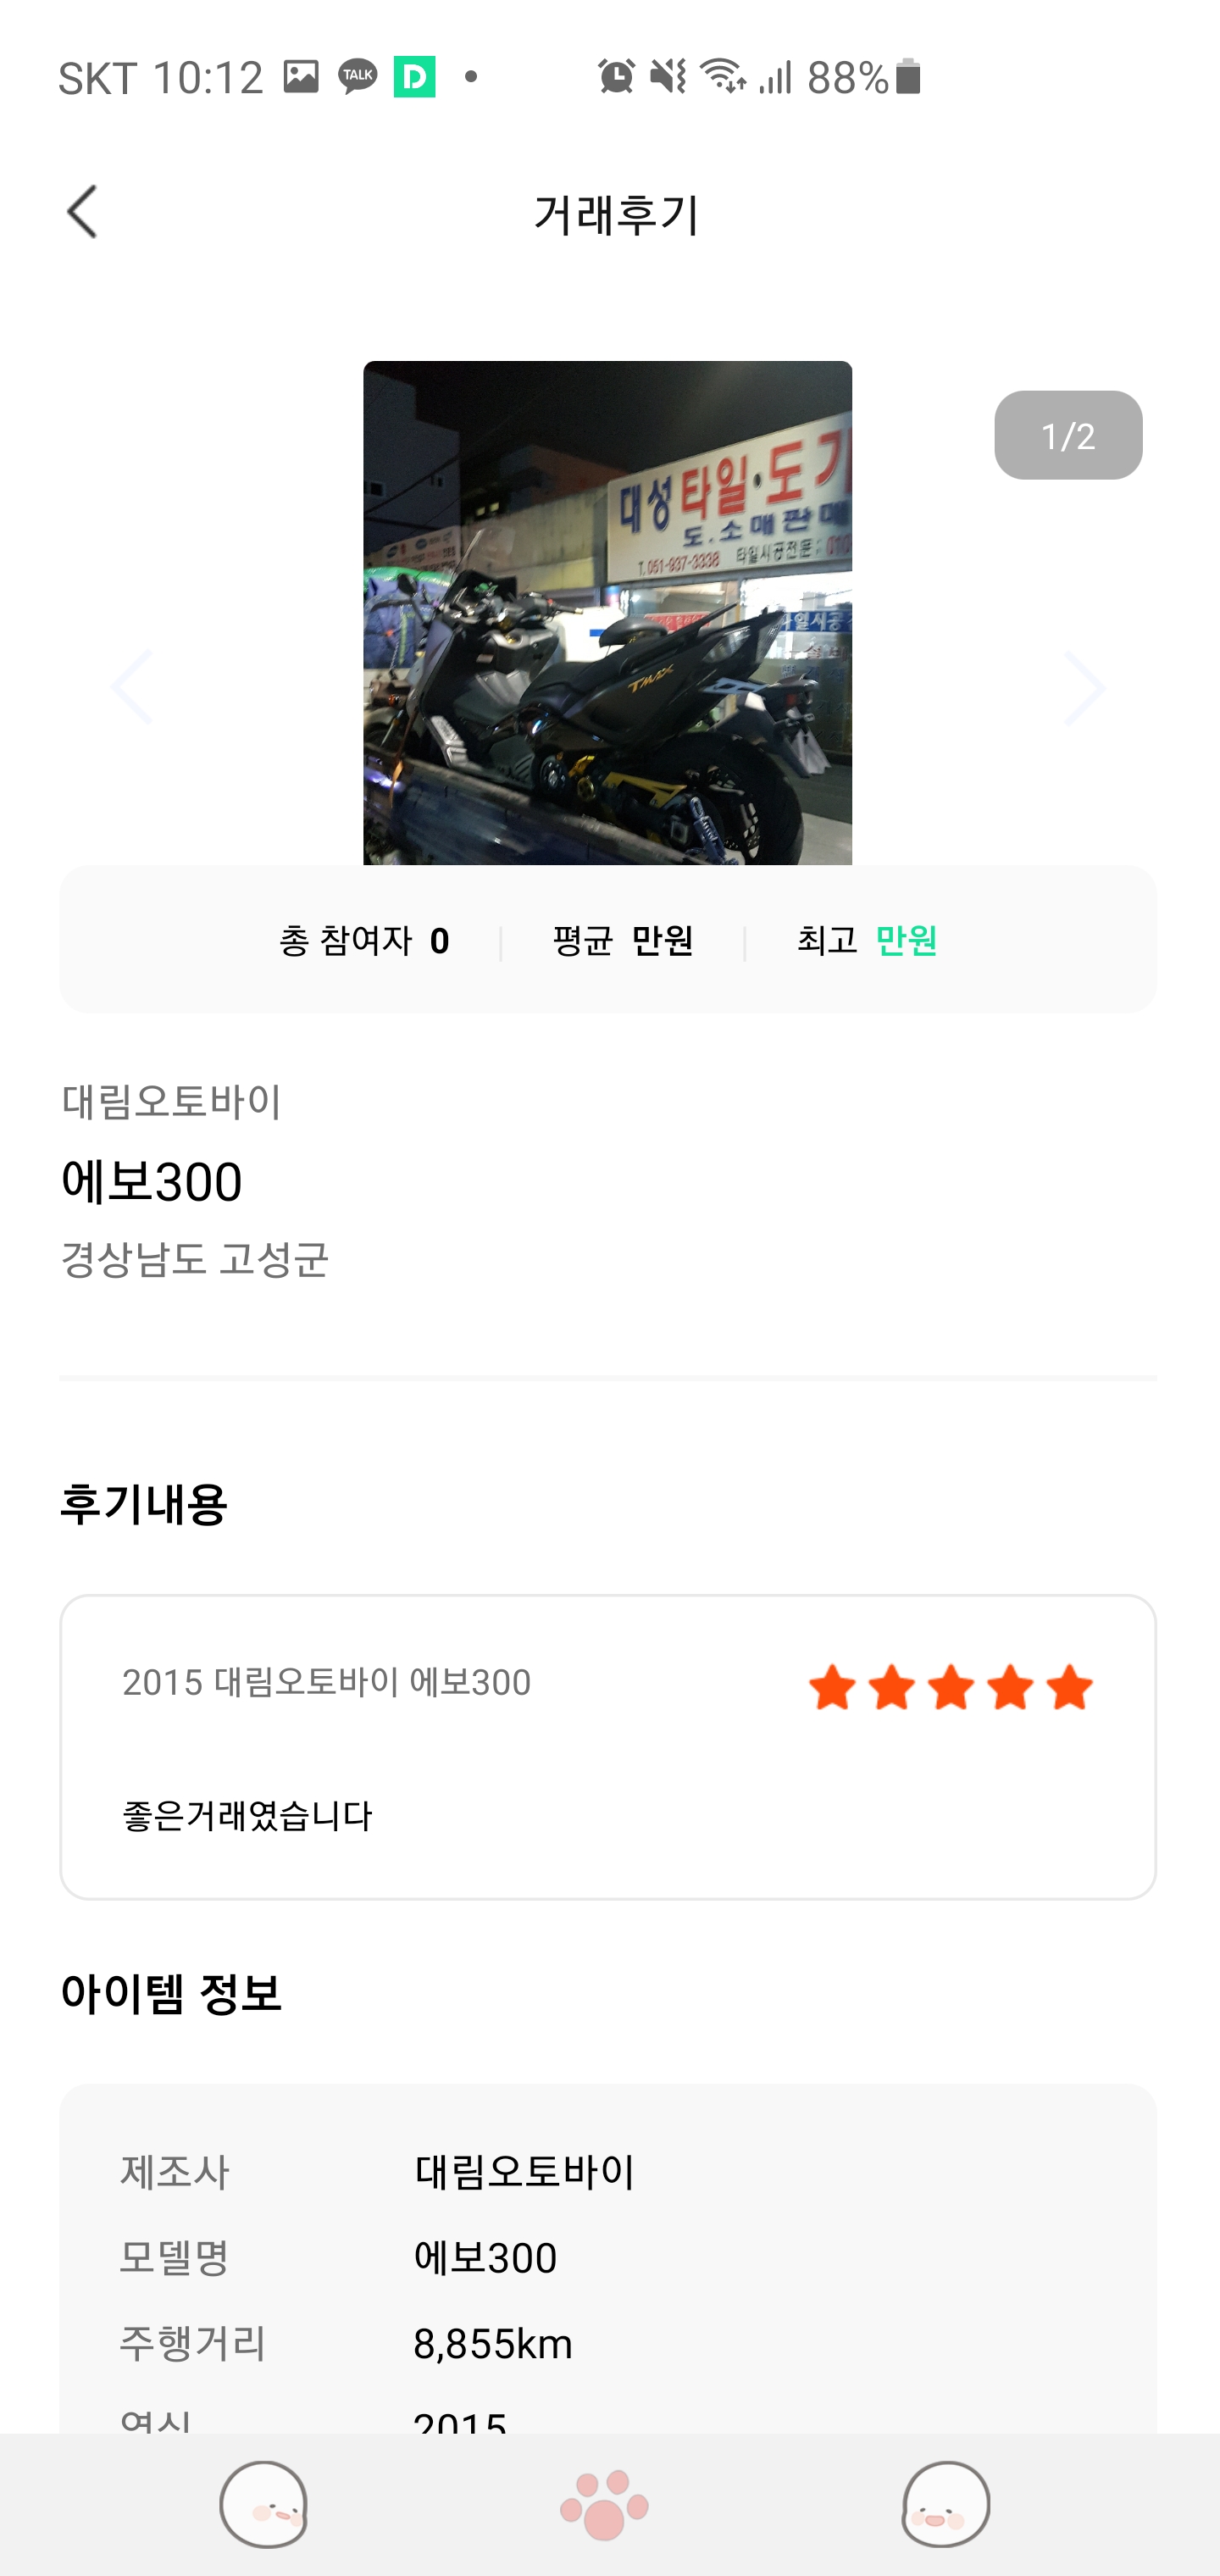 SKT 10:12 TALK D 88%
거래후기
1/2
대성타일·도기
도.소매판매
T.051-937-3338 타일시공전문: 010
TMAX
총 참여자 0 평균 만원 최고 만원
대림오토바이
에보300
경상남도 고성군
후기내용
2015 대림오토바이 에보300
좋은거래였습니다
아이템 정보
제조사 대림오토바이
모델명 에보300
주행거리 8,855km
연식 2015